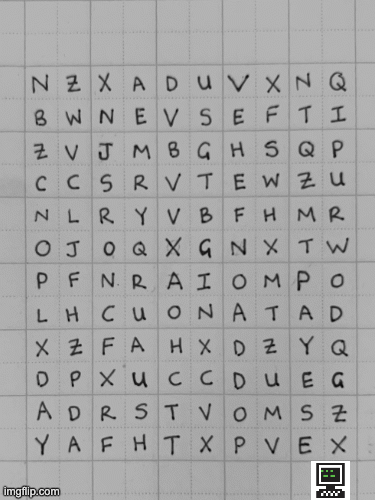 N Z X A D U V X N Q
B W N E V S E F T I
Z V J M B G H S Q P
C C S R V T E W Z U
N L R Y V B F H M R
O J O Q X G N X T W
P F N R A I O M P O
L H C U O N A T A D
X Z F A H X D Z Y Q
D P X U C C D U E G
A D R S T V O M S Z
Y A F H T X P V E X
imgflip.com